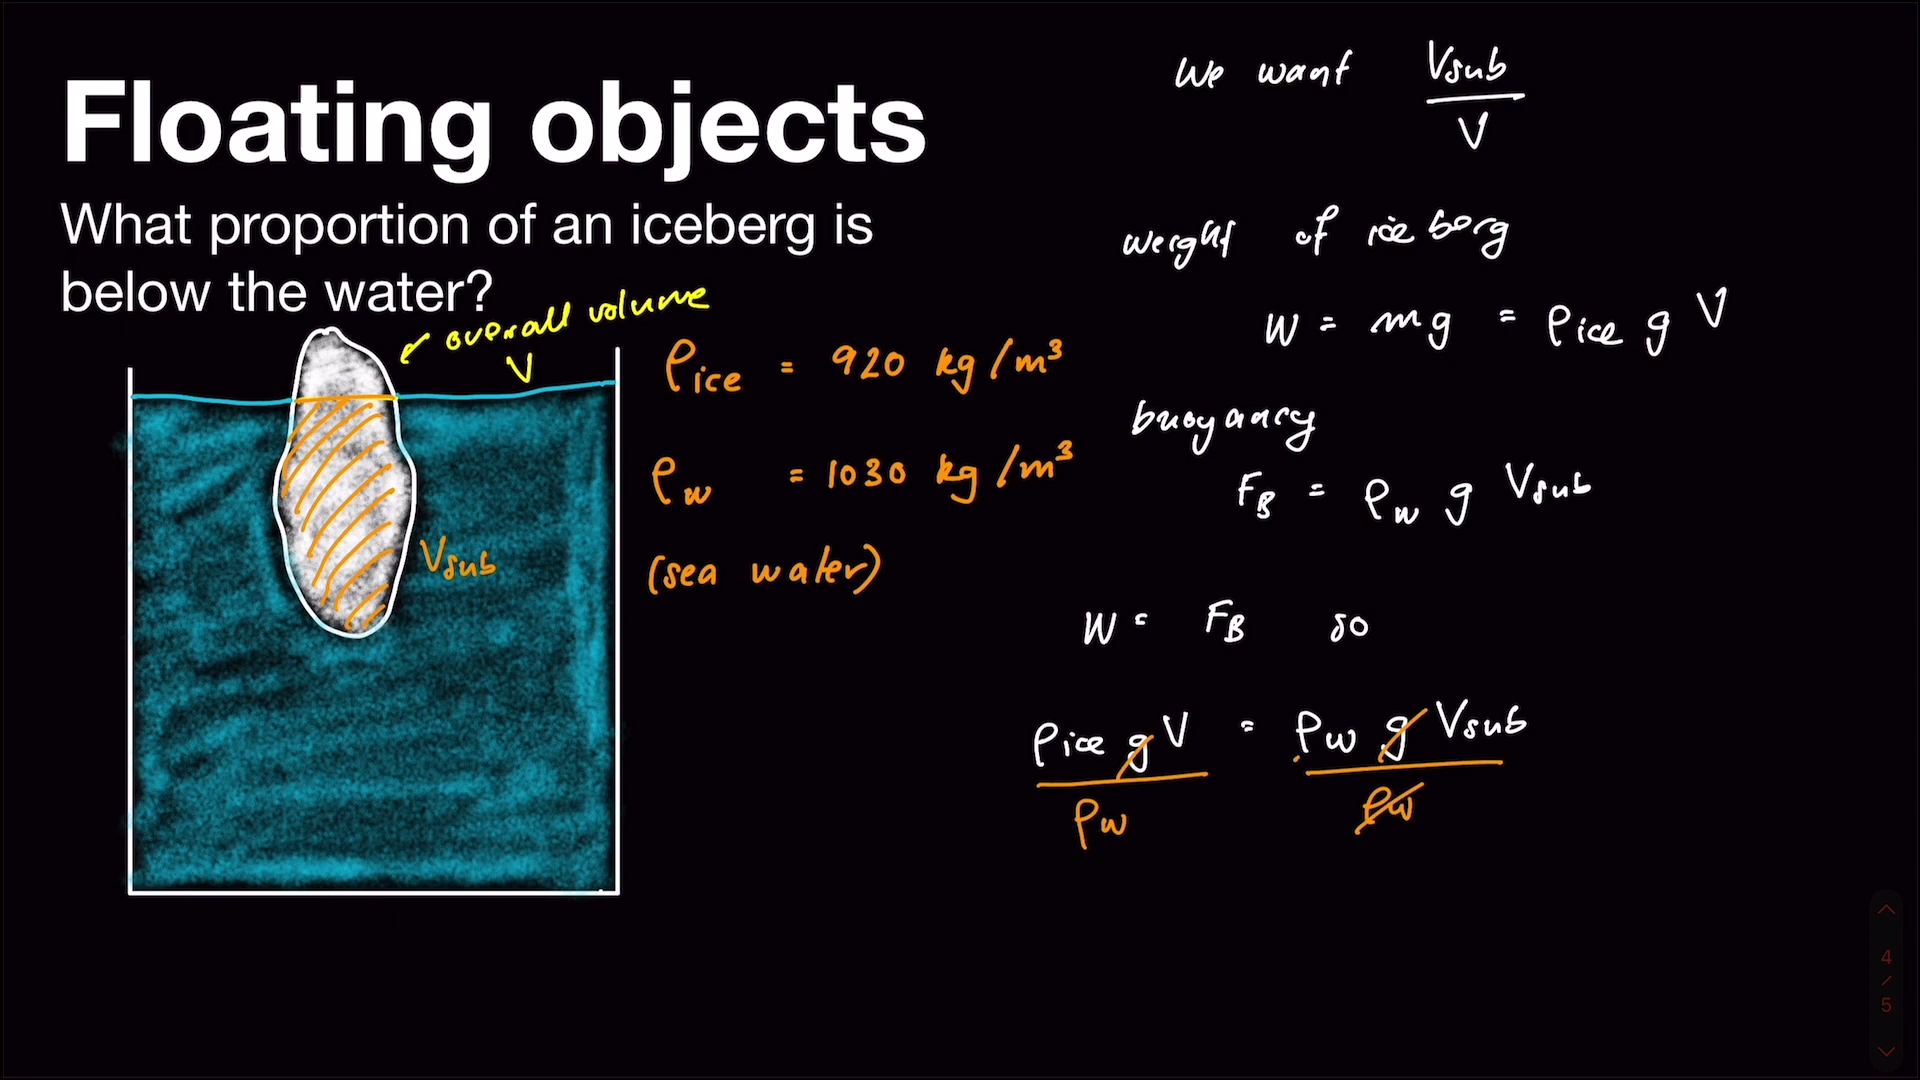 Floating objects
What proportion of an iceberg is
below the water?
overall volume
V
Vsub
ρice = 920 kg/m³
ρw = 1030 kg/m³
(sea water)
We want Vsub
V
weight of iceberg
W = mg = ρice g V
buoyancy
FB = ρw g Vsub
W = FB so
ρice g V = ρw g Vsub
ρw ρw
4
/
5